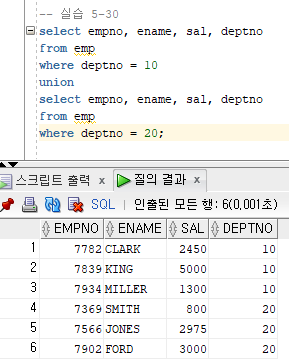 -- 실습 5-30
select empno, ename, sal, deptno
from emp
where deptno = 10
union
select empno, ename, sal, deptno
from emp
where deptno = 20;
스크립트 출력 x 질의 결과 x
SQL | 인출된 모든 행: 6(0,001초)
EMPNO ENAME SAL DEPTNO
1 7782 CLARK 2450 10
2 7839 KING 5000 10
3 7934 MILLER 1300 10
4 7369 SMITH 800 20
5 7566 JONES 2975 20
6 7902 FORD 3000 20